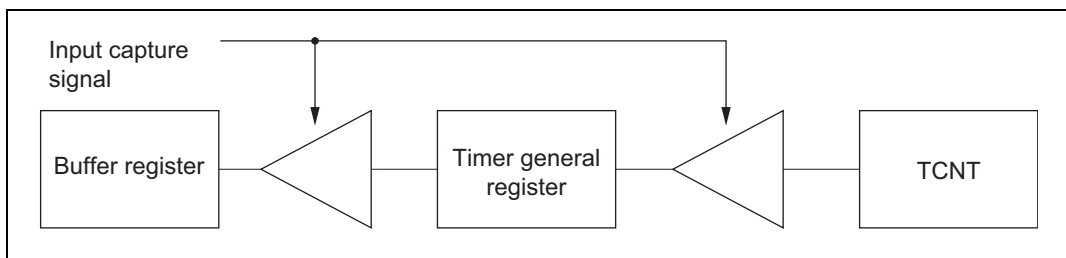 Input capture
signal
Buffer register
Timer general
register
TCNT